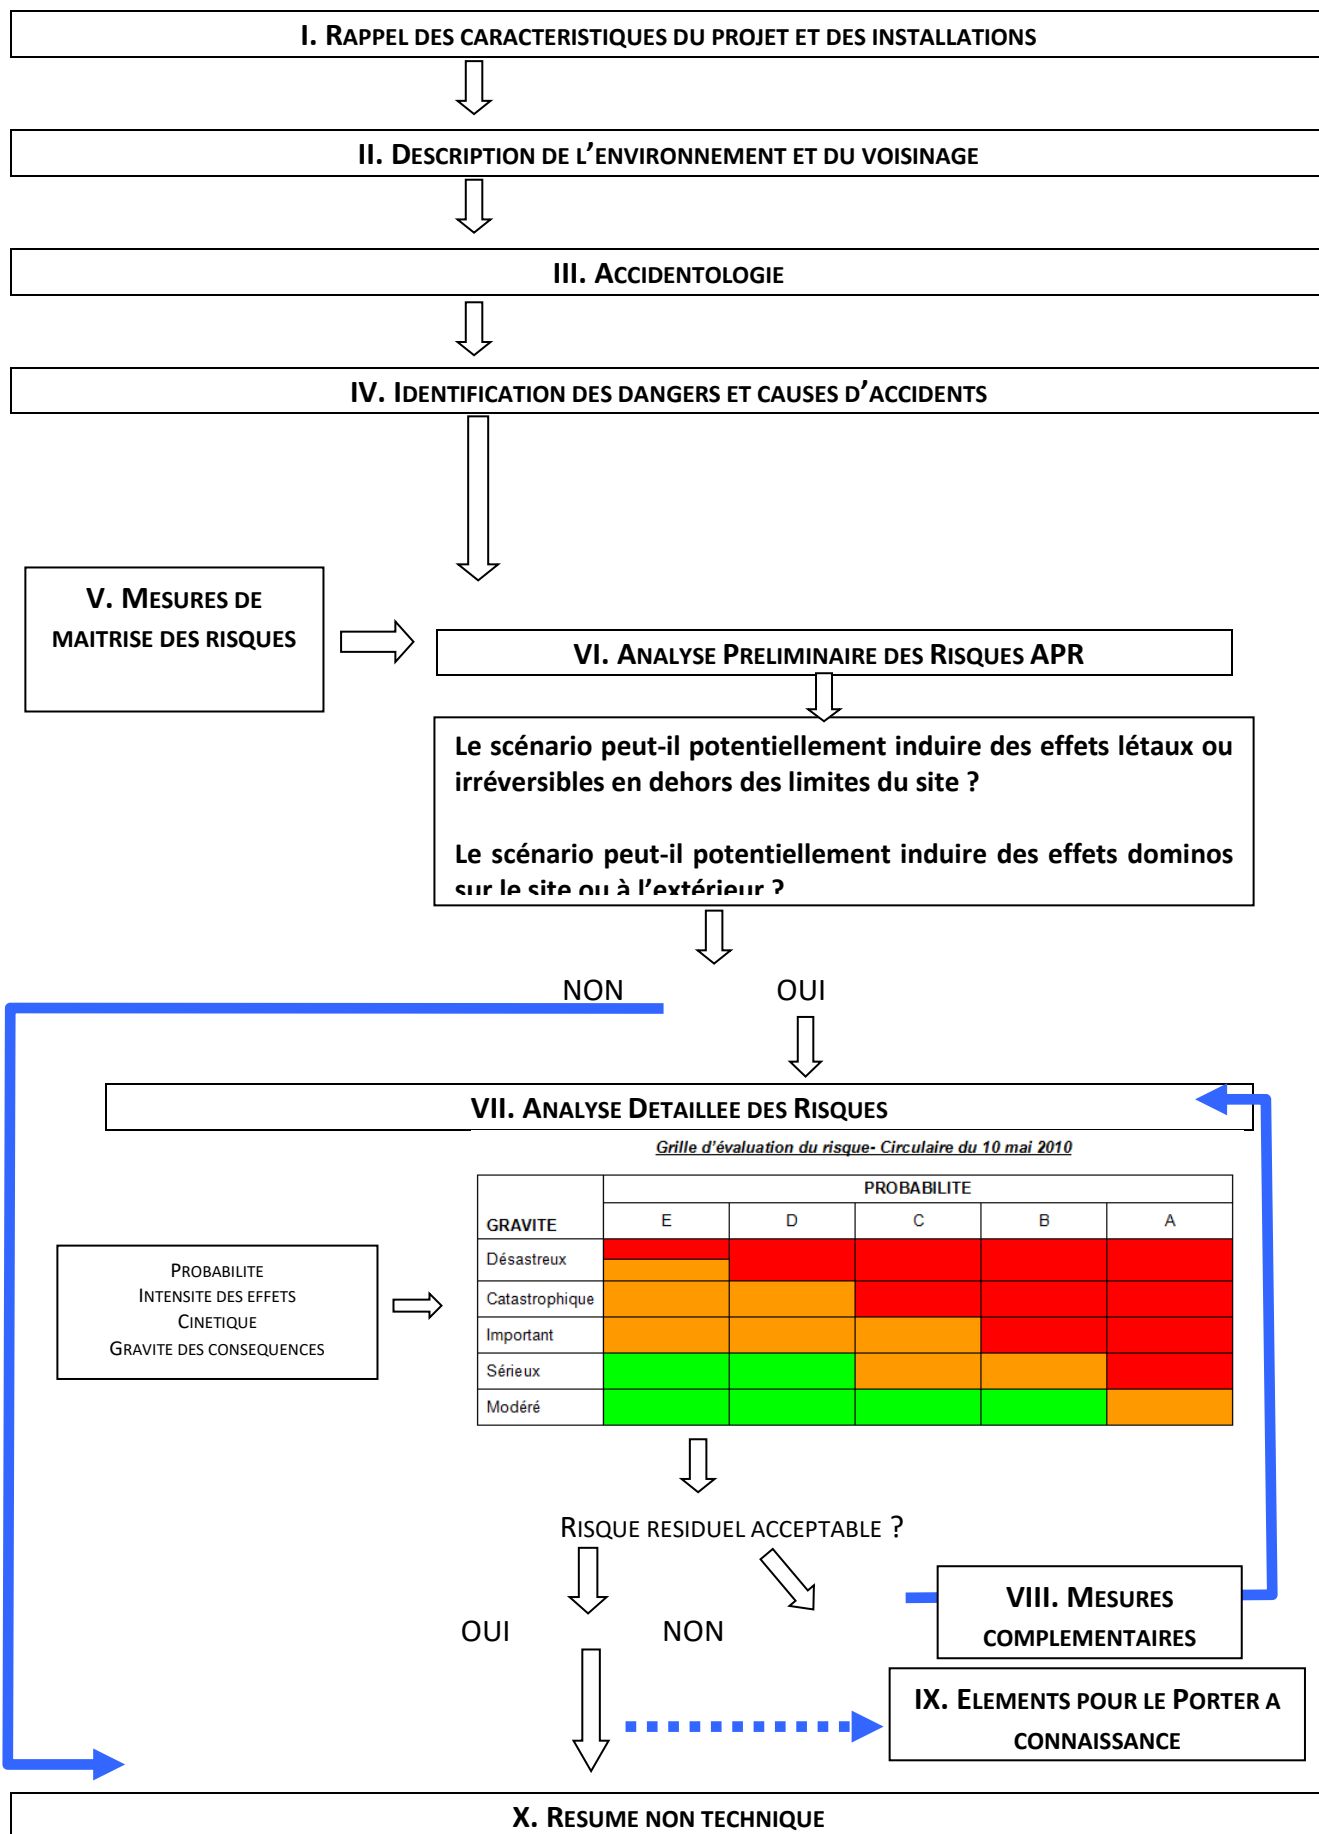 I. RAPPEL DES CARACTERISTIQUES DU PROJET ET DES INSTALLATIONS
II. DESCRIPTION DE L'ENVIRONNEMENT ET DU VOISINAGE
III. ACCIDENTOLOGIE
IV. IDENTIFICATION DES DANGERS ET CAUSES D'ACCIDENTS
V. MESURES DE
MAITRISE DES RISQUES
VI. ANALYSE PRELIMINAIRE DES RISQUES APR
Le scénario peut-il potentiellement induire des effets létaux ou
irréversibles en dehors des limites du site ?
Le scénario peut-il potentiellement induire des effets dominos
sur le site ou à l'extérieur ?
NON OUI
VII. ANALYSE DETAILLEE DES RISQUES
Grille d'évaluation du risque- Circulaire du 10 mai 2010
PROBABILITE
GRAVITE E D C B A
Désastreux
Catastrophique
Important
Sérieux
Modéré
PROBABILITE
INTENSITE DES EFFETS
CINETIQUE
GRAVITE DES CONSEQUENCES
RISQUE RESIDUEL ACCEPTABLE ?
OUI NON
VIII. MESURES
COMPLEMENTAIRES
IX. ELEMENTS POUR LE PORTER A
CONNAISSANCE
X. RESUME NON TECHNIQUE